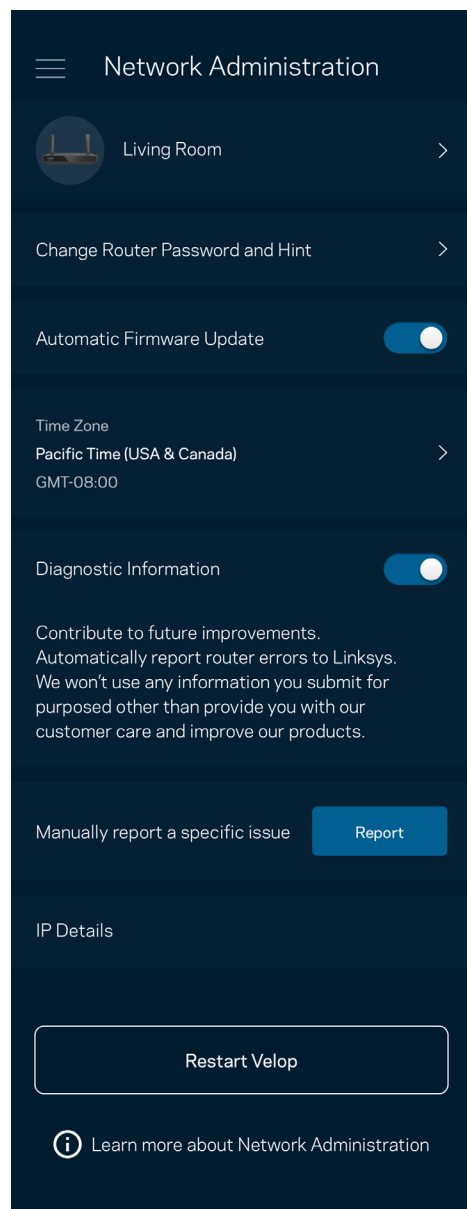 Network Administration
Living Room
Change Router Password and Hint
Automatic Firmware Update
Time Zone
Pacific Time (USA & Canada)
GMT-08:00
Diagnostic Information
Contribute to future improvements.
Automatically report router errors to Linksys.
We won't use any information you submit for
purposed other than provide you with our
customer care and improve our products.
Manually report a specific issue
Report
IP Details
Restart Velop
Learn more about Network Administration